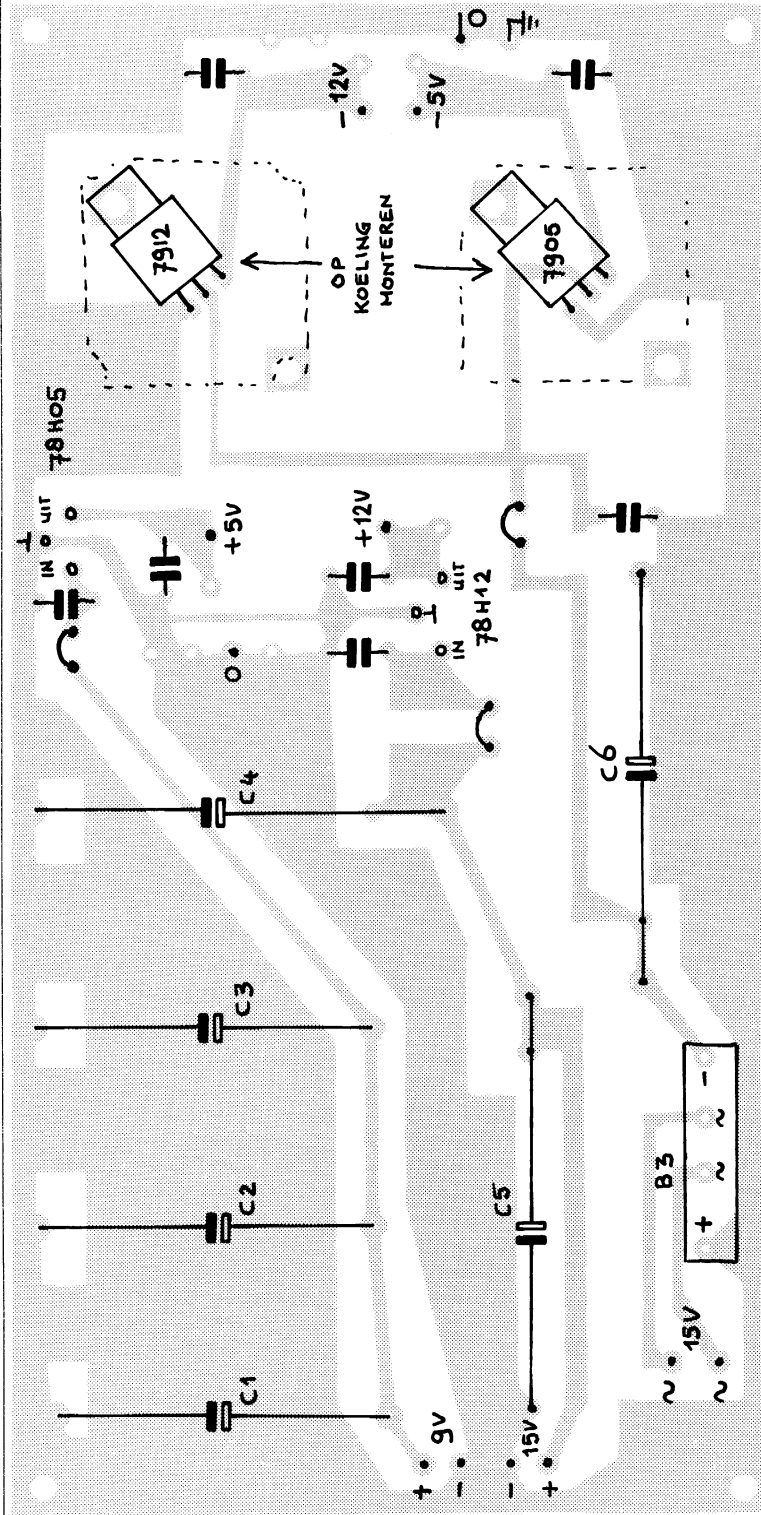 O
-12V
-5V
7912
7905
OP
KOELING
MONTEREN
78H05
UIT
IN
+5V
+12V
UIT
IN
78H12
O
C4
C6
C3
C2
C5
B3
+ ~ ~ -
C1
9V
15V
15V
+
-
-
+
~
~